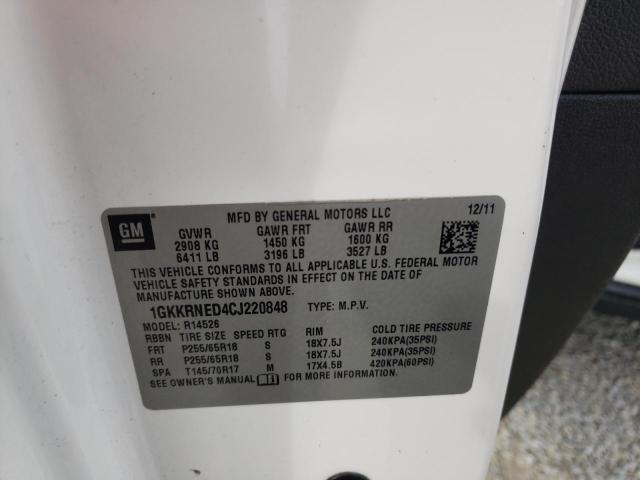 GM
MFD BY GENERAL MOTORS LLC 12/11
GVWR GAWR FRT GAWR RR
2908 KG 1450 KG 1600 KG
6411 LB 3196 LB 3527 LB
THIS VEHICLE CONFORMS TO ALL APPLICABLE U.S. FEDERAL MOTOR
VEHICLE SAFETY STANDARDS IN EFFECT ON THE DATE OF
MANUFACTURE SHOWN ABOVE.
1GKKRNED4CJ220848 TYPE: M.P.V.
MODEL: R14526
RBBN TIRE SIZE SPEED RTG RIM COLD TIRE PRESSURE
FRT P255/65R18 S 18X7.5J 240KPA(35PSI)
RR P255/65R18 S 18X7.5J 240KPA(35PSI)
SPA T145/70R17 M 17X4.5B 420KPA(60PSI)
SEE OWNER'S MANUAL FOR MORE INFORMATION.